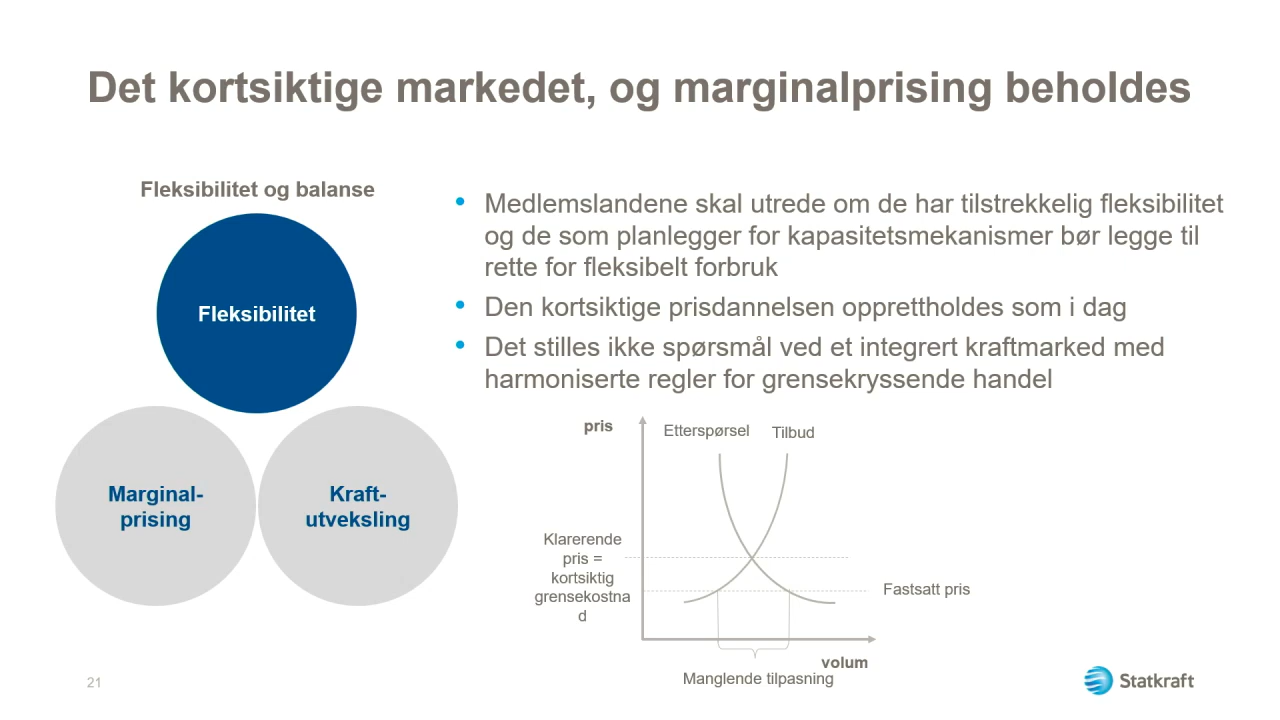 Det kortsiktige markedet, og marginalprising beholdes
Fleksibilitet og balanse
Fleksibilitet
Marginal-
prising
Kraft-
utveksling
• Medlemslandene skal utrede om de har tilstrekkelig fleksibilitet
og de som planlegger for kapasitetsmekanismer bør legge til
rette for fleksibelt forbruk
• Den kortsiktige prisdannelsen opprettholdes som i dag
• Det stilles ikke spørsmål ved et integrert kraftmarked med
harmoniserte regler for grensekryssende handel
pris
Etterspørsel
Tilbud
Klarerende
pris =
kortsiktig
grensekostna
d
Fastsatt pris
volum
Manglende tilpasning
21
Statkraft